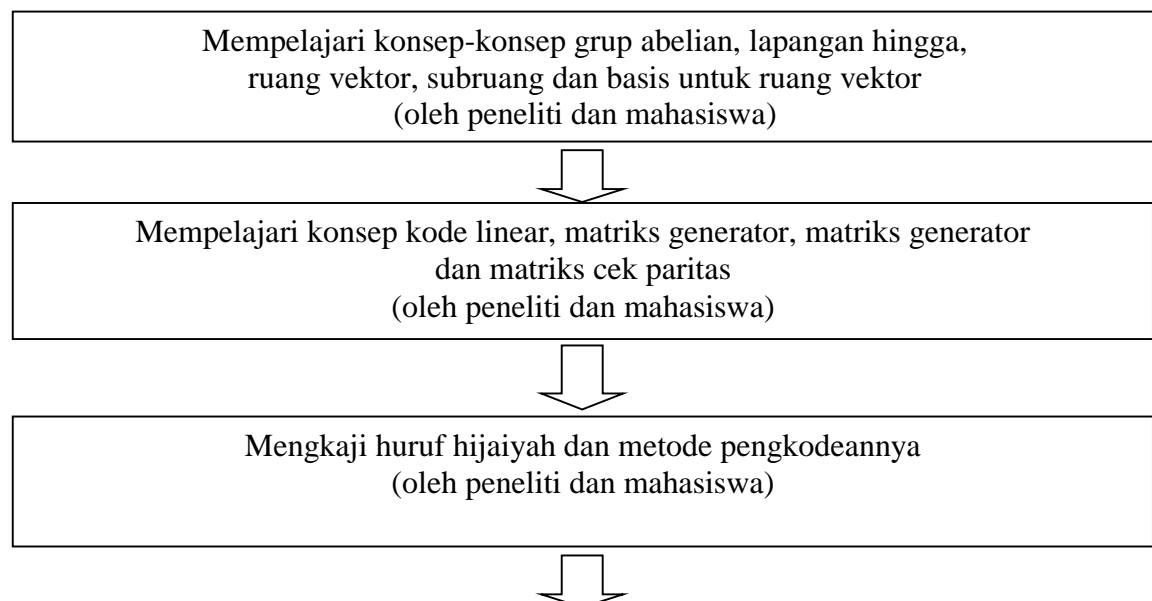 Mempelajari konsep-konsep grup abelian, lapangan hingga,
ruang vektor, subruang dan basis untuk ruang vektor
(oleh peneliti dan mahasiswa)
Mempelajari konsep kode linear, matriks generator, matriks generator
dan matriks cek paritas
(oleh peneliti dan mahasiswa)
Mengkaji huruf hijaiyah dan metode pengkodeannya
(oleh peneliti dan mahasiswa)